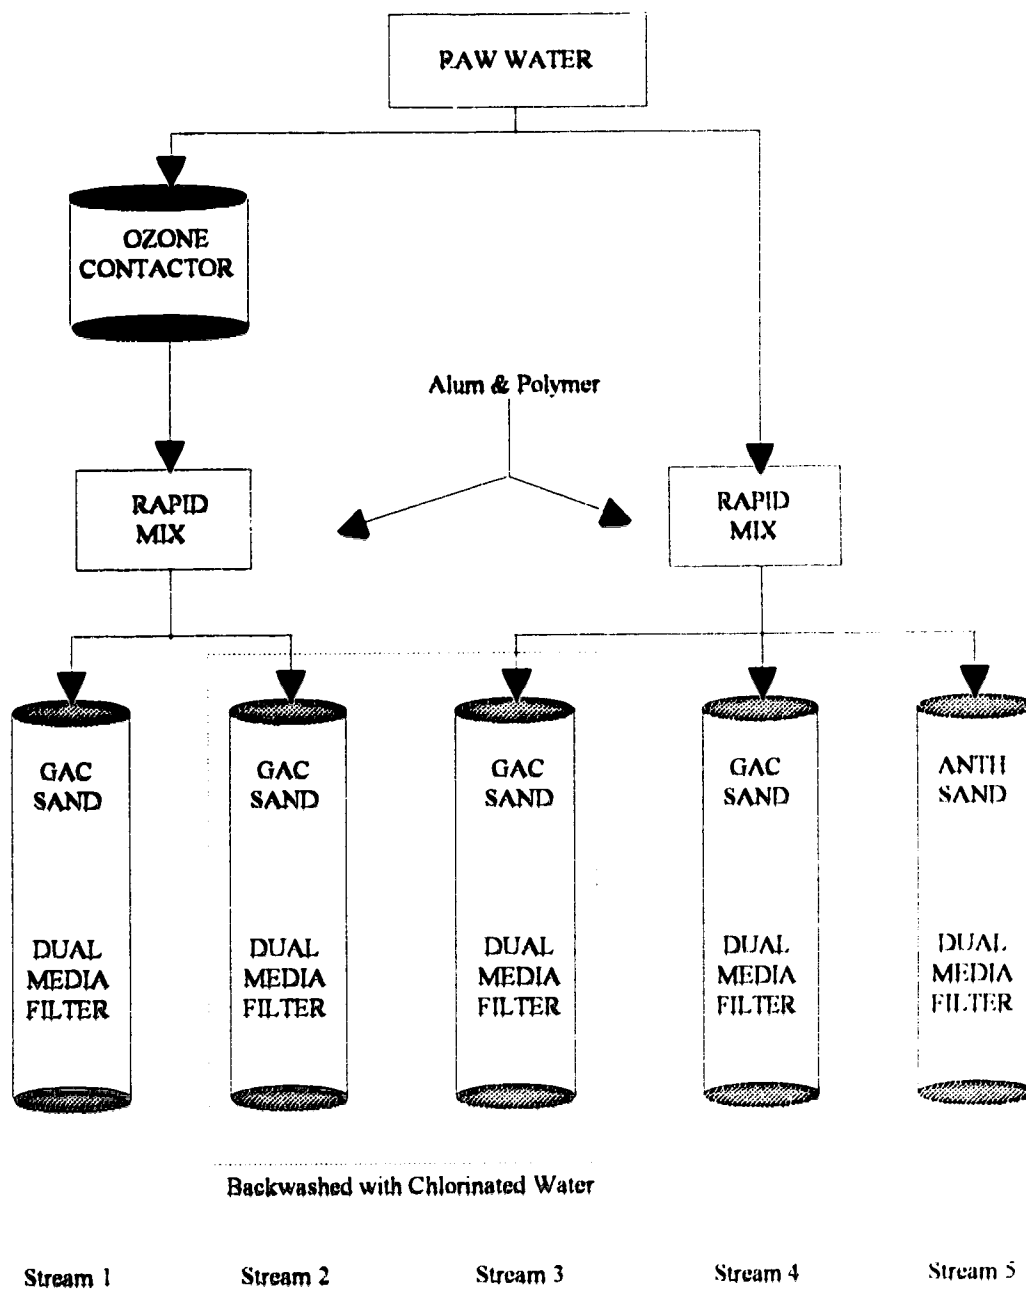 RAW WATER
OZONE
CONTACTOR
Alum & Polymer
RAPID
MIX
RAPID
MIX
GAC
SAND
DUAL
MEDIA
FILTER
GAC
SAND
DUAL
MEDIA
FILTER
GAC
SAND
DUAL
MEDIA
FILTER
GAC
SAND
DUAL
MEDIA
FILTER
ANTH
SAND
DUAL
MEDIA
FILTER
Backwashed with Chlorinated Water
Stream 1
Stream 2
Stream 3
Stream 4
Stream 5